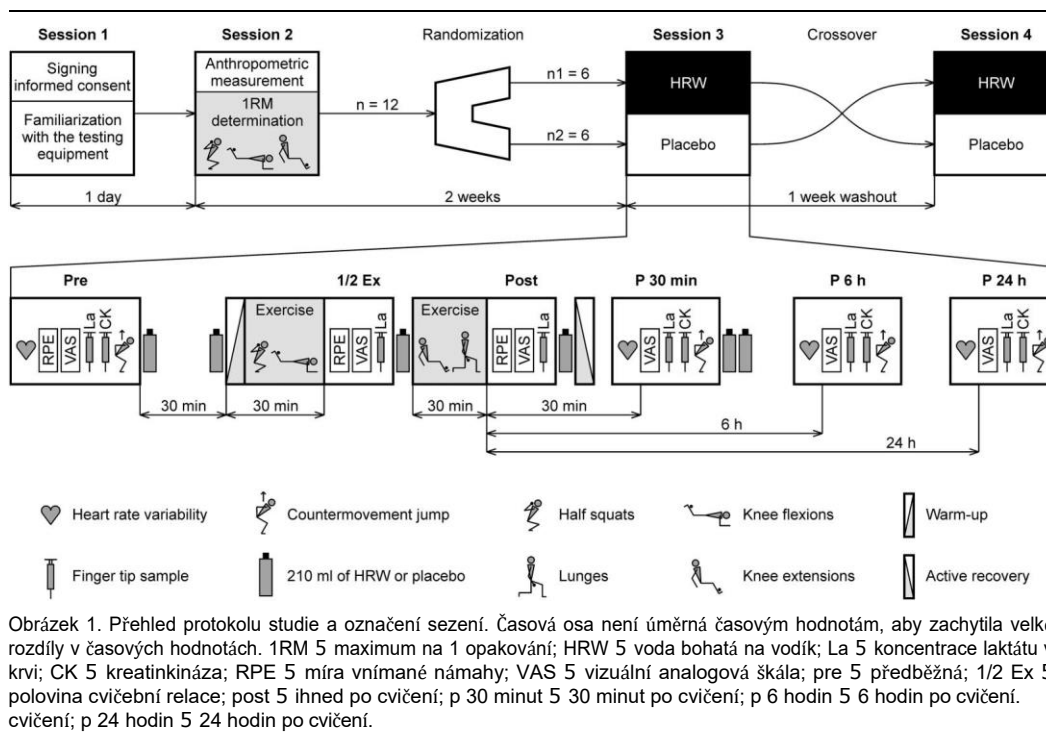 Session 1
Session 2
Randomization
Session 3
Crossover
Session 4
Signing
informed consent
Familiarization
with the testing
equipment
Anthropometric
measurement
1RM
determination
n = 12
n1 = 6
n2 = 6
HRW
Placebo
HRW
Placebo
1 day
2 weeks
1 week washout
Pre
1/2 Ex
Post
P 30 min
P 6 h
P 24 h
RPE
VAS
La
CK
Exercise
RPE
VAS
La
Exercise
RPE
VAS
La
VAS
La
CK
VAS
La
CK
VAS
La
CK
30 min
30 min
30 min
30 min
6 h
24 h
Heart rate variability
Countermovement jump
Half squats
Knee flexions
Warm-up
Finger tip sample
210 ml of HRW or placebo
Lunges
Knee extensions
Active recovery
Obrázek 1. Přehled protokolu studie a označení sezení. Časová osa není úměrná časovým hodnotám, aby zachytila velké
rozdíly v časových hodnotách. 1RM 5 maximum na 1 opakování; HRW 5 voda bohatá na vodík; La 5 koncentrace laktátu v
krvi; CK 5 kreatinkináza; RPE 5 míra vnímané námahy; VAS 5 vizuální analogová škála; pre 5 předběžná; 1/2 Ex 5
polovina cvičební relace; post 5 ihned po cvičení; p 30 minut 5 30 minut po cvičení; p 6 hodin 5 6 hodin po cvičení.
cvičení; p 24 hodin 5 24 hodin po cvičení.